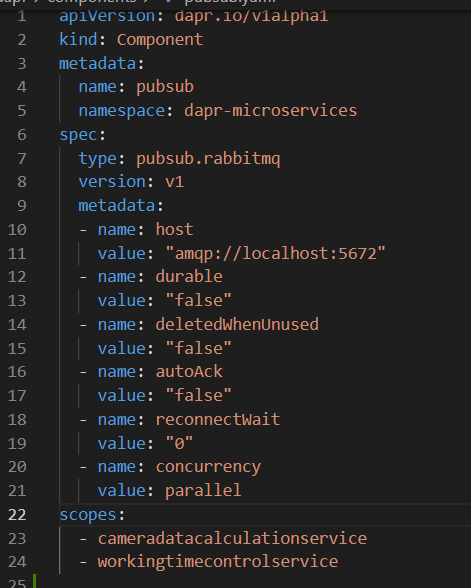 dapr > components > ! pubsub.yaml
1 apiVersion: dapr.io/v1alpha1
2 kind: Component
3 metadata:
4 name: pubsub
5 namespace: dapr-microservices
6 spec:
7 type: pubsub.rabbitmq
8 version: v1
9 metadata:
10 - name: host
11 value: "amqp://localhost:5672"
12 - name: durable
13 value: "false"
14 - name: deletedWhenUnused
15 value: "false"
16 - name: autoAck
17 value: "false"
18 - name: reconnectWait
19 value: "0"
20 - name: concurrency
21 value: parallel
22 scopes:
23 - cameradatacalculationservice
24 - workingtimecontrolservice
25